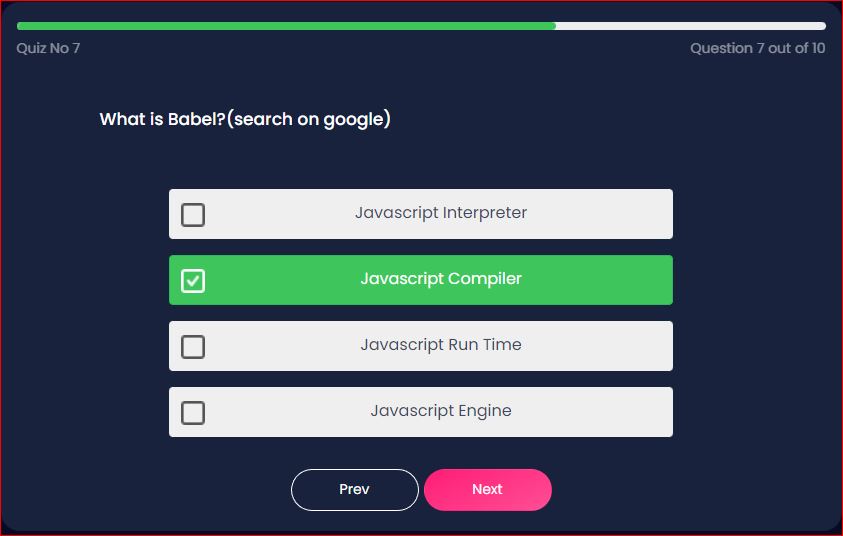 Quiz No 7
Question 7 out of 10
What is Babel?(search on google)
Javascript Interpreter
Javascript Compiler
Javascript Run Time
Javascript Engine
Prev
Next